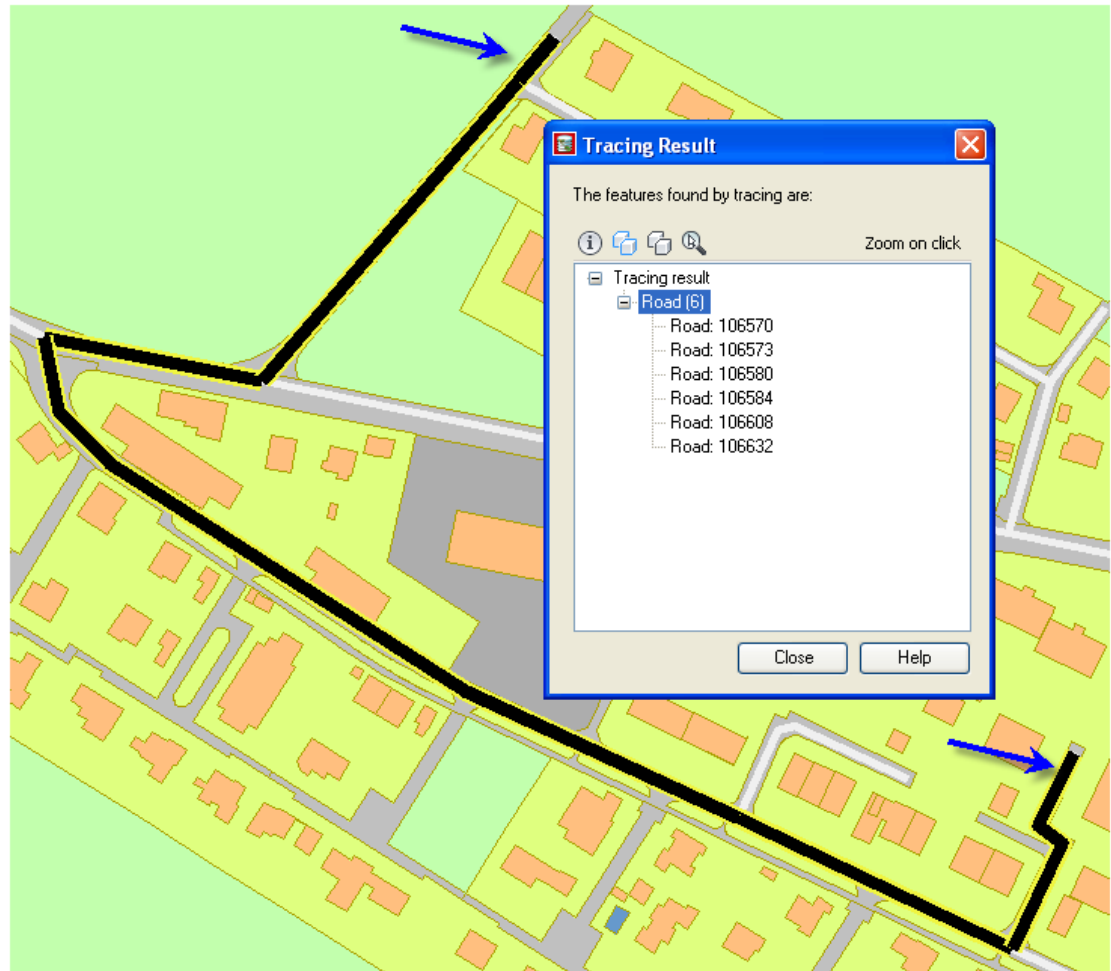 Tracing Result
The features found by tracing are:
Zoom on click
Tracing result
Road (6)
Road: 106570
Road: 106573
Road: 106580
Road: 106584
Road: 106608
Road: 106632
Close Help